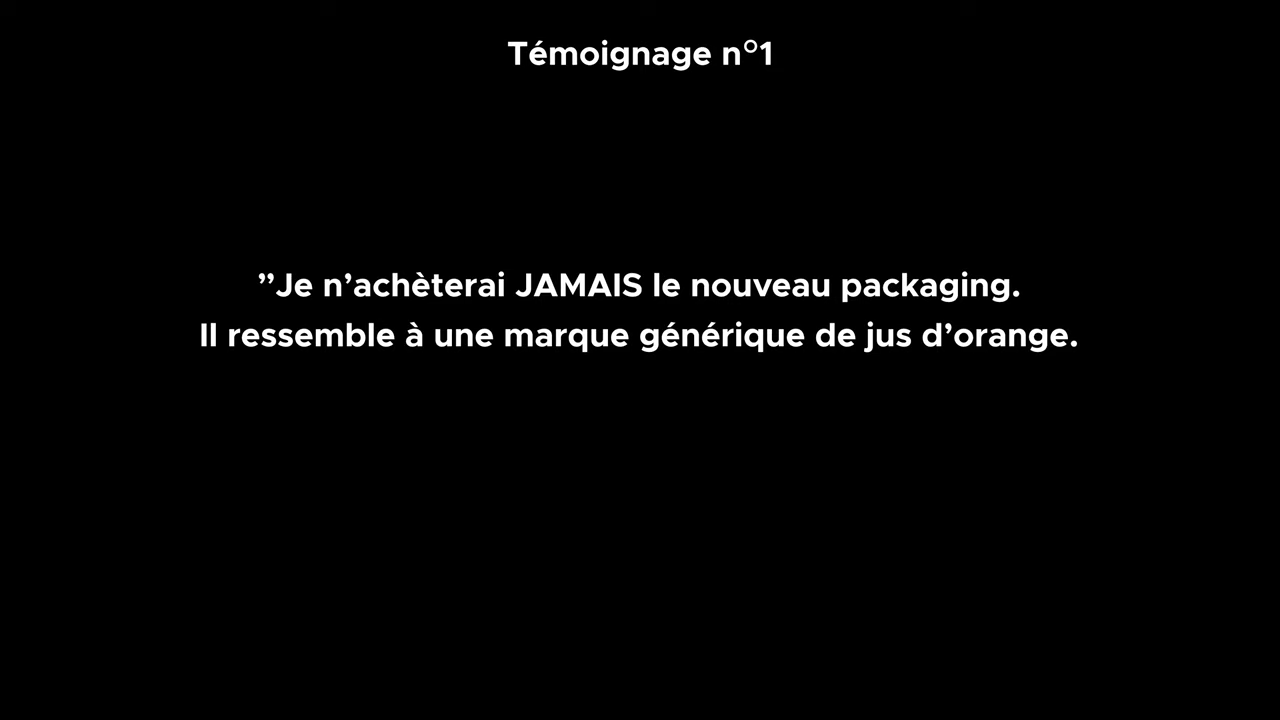 Témoignage n°1
”Je n’achèterai JAMAIS le nouveau packaging.
Il ressemble à une marque générique de jus d’orange.